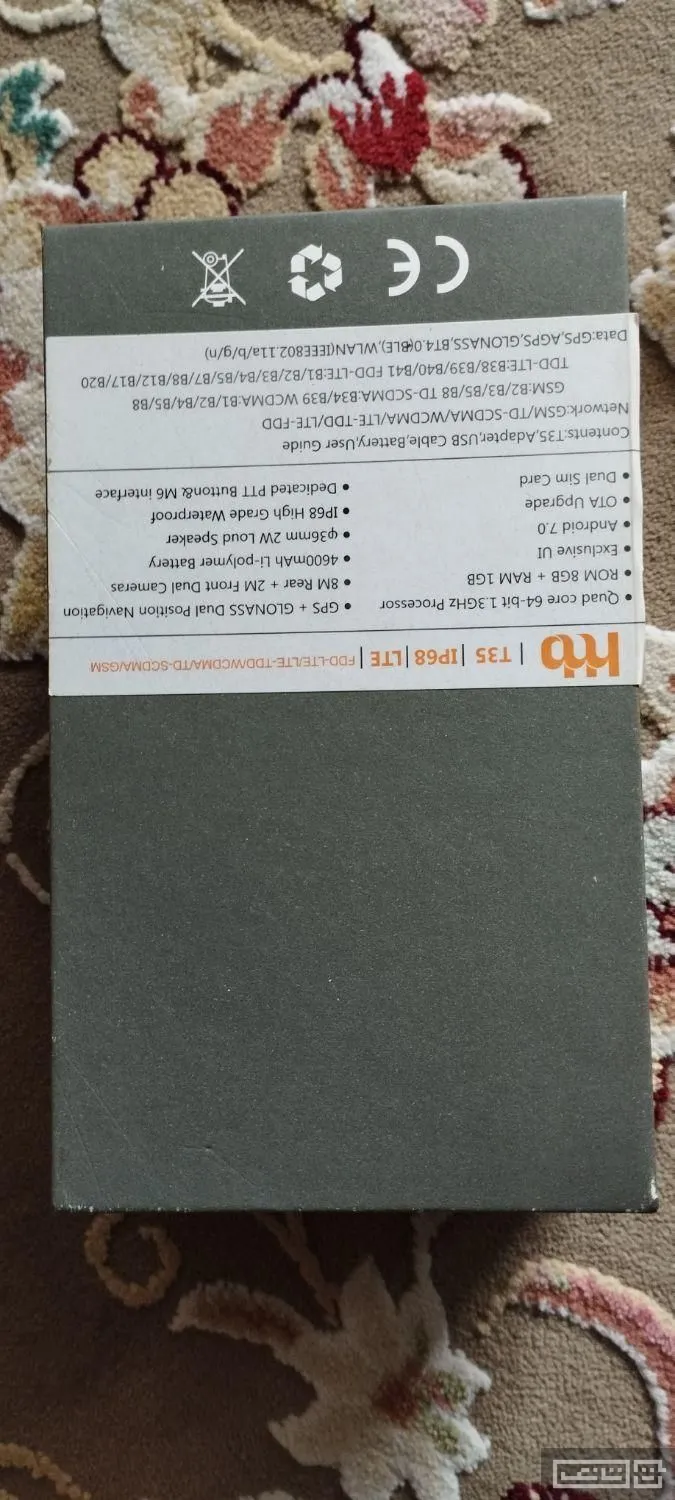 htb | T35 | IP68 | LTE | FDD-LTE/LTE-TDD/WCDMA/TD-SCDMA/GSM
• Quad core 64-bit 1.3GHz Processor
• ROM 8GB + RAM 1GB
• Exclusive UI
• Android 7.0
• OTA Upgrade
• Dual Sim Card
• GPS + GLONASS Dual Position Dual Navigation
• 8M Rear + 2M Front Dual Cameras
• 4600mAh Li-polymer Battery
• φ36mm 2W Loud Speaker
• IP68 High Grade Waterproof
• Dedicated PTT Button& M6 interface
Contents:T35,Adapter,USB Cable,Battery,User Guide
Network:GSM/TD-SCDMA/WCDMA/LTE-TDD/LTE-FDD
GSM:B2/B3/B5/B8 TD-SCDMA:B34/B39 WCDMA:B1/B2/B4/B5/B8
TDD-LTE:B38/B39/B40/B41 FDD-LTE:B1/B2/B3/B4/B5/B7/B8/B12/B17/B20
Data:GPS,AGPS,GLONASS,BT4.0(BLE),WLAN(IEEE802.11a/b/g/n)
CE